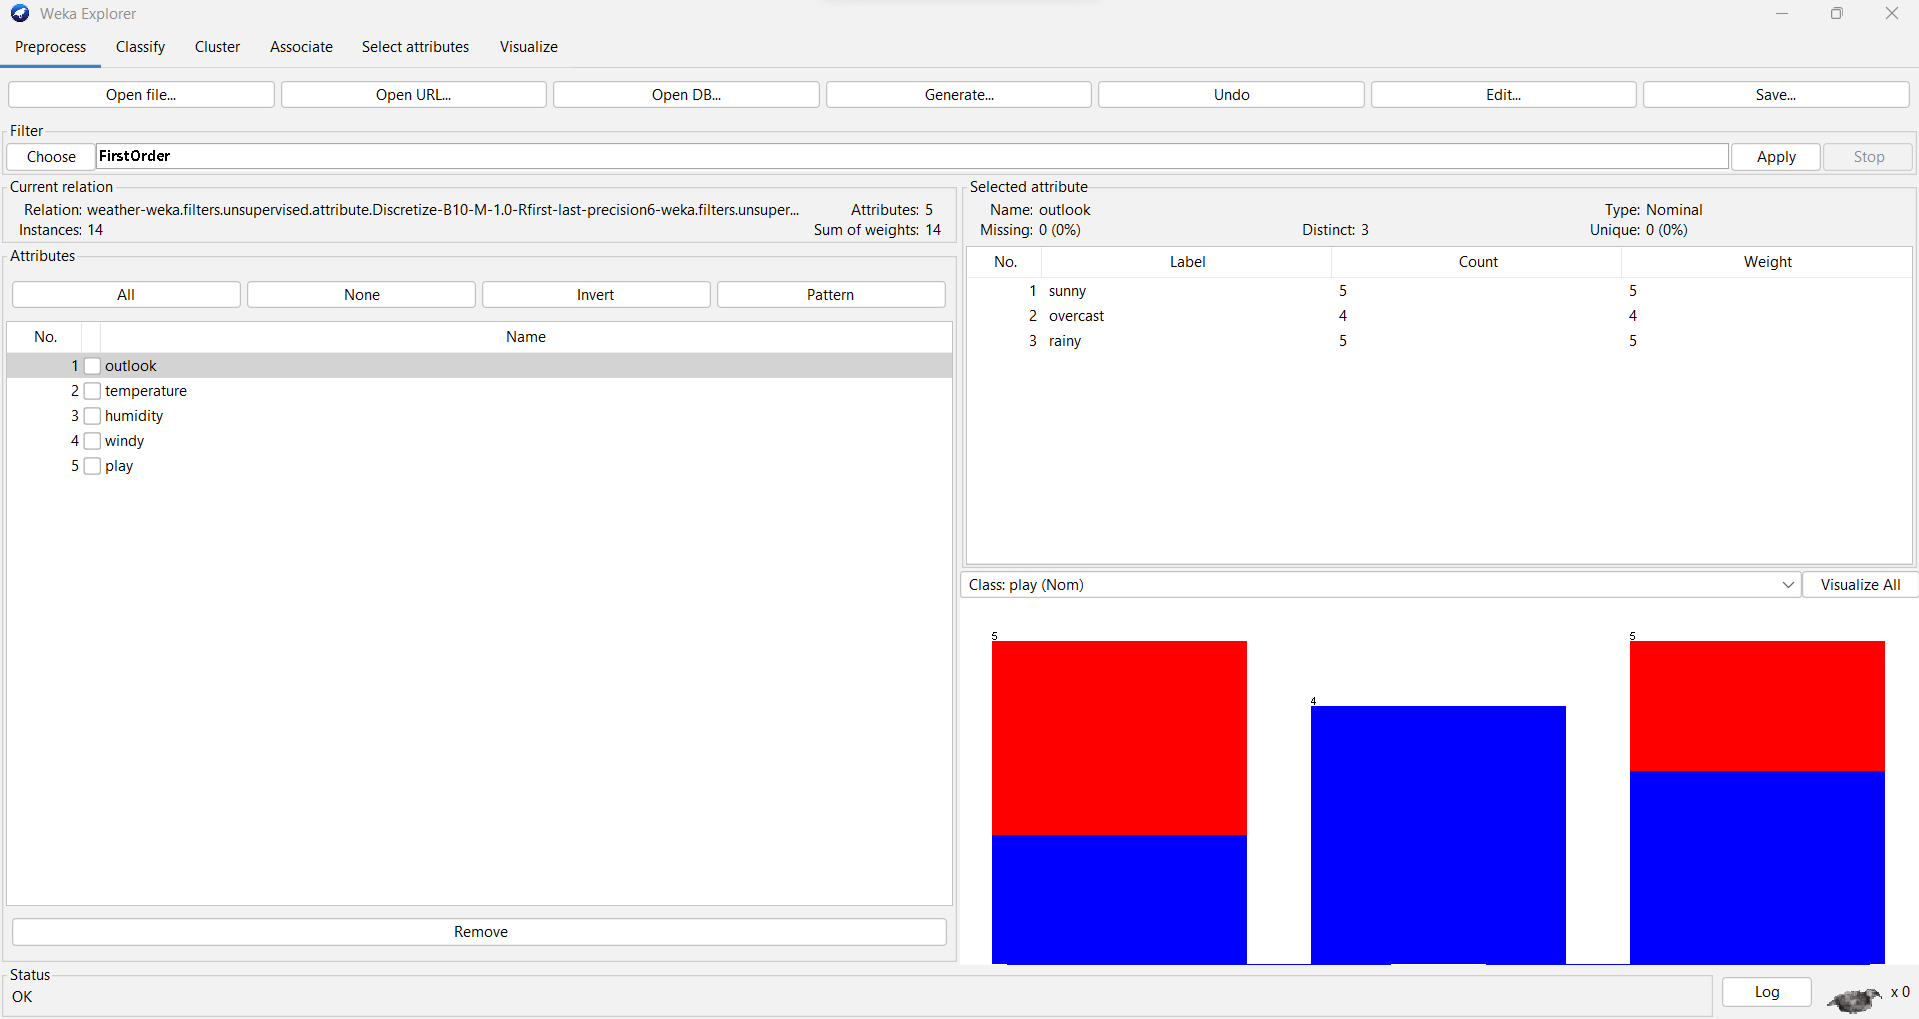 Weka Explorer
Preprocess Classify Cluster Associate Select attributes Visualize
Open file... Open URL... Open DB... Generate... Undo Edit... Save...
Filter
Choose FirstOrder Apply Stop
Current relation
Relation: weather-weka.filters.unsupervised.attribute.Discretize-B10-M-1.0-Rfirst-last-precision6-weka.filters.unsuper... Attributes: 5
Instances: 14 Sum of weights: 14
Attributes
All None Invert Pattern
No. Name
1 outlook
2 temperature
3 humidity
4 windy
5 play
Remove
Selected attribute
Name: outlook Type: Nominal
Missing: 0 (0%) Distinct: 3 Unique: 0 (0%)
No. Label Count Weight
1 sunny 5 5
2 overcast 4 4
3 rainy 5 5
Class: play (Nom) Visualize All
5 4 5
Status
OK
Log x 0